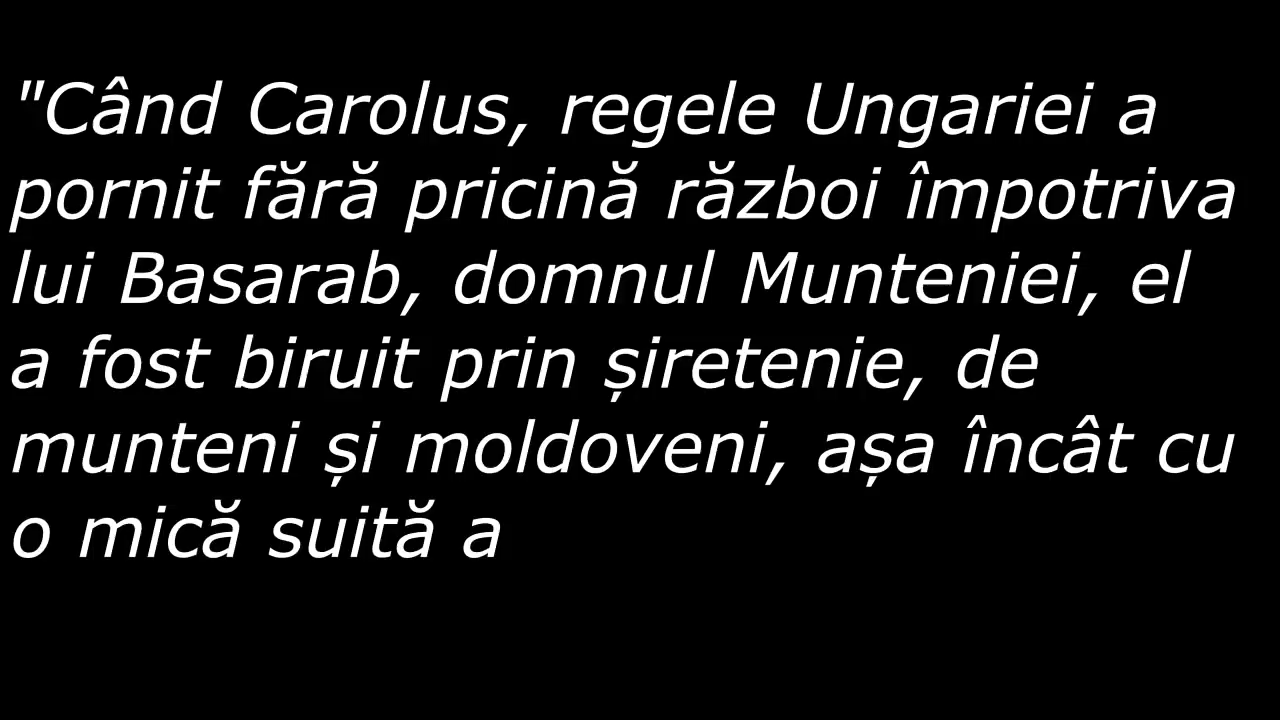 "Când Carolus, regele Ungariei a
pornit fără pricină război împotriva
lui Basarab, domnul Munteniei, el
a fost biruit prin șiretenie, de
munteni și moldoveni, așa încât cu
o mică suită a